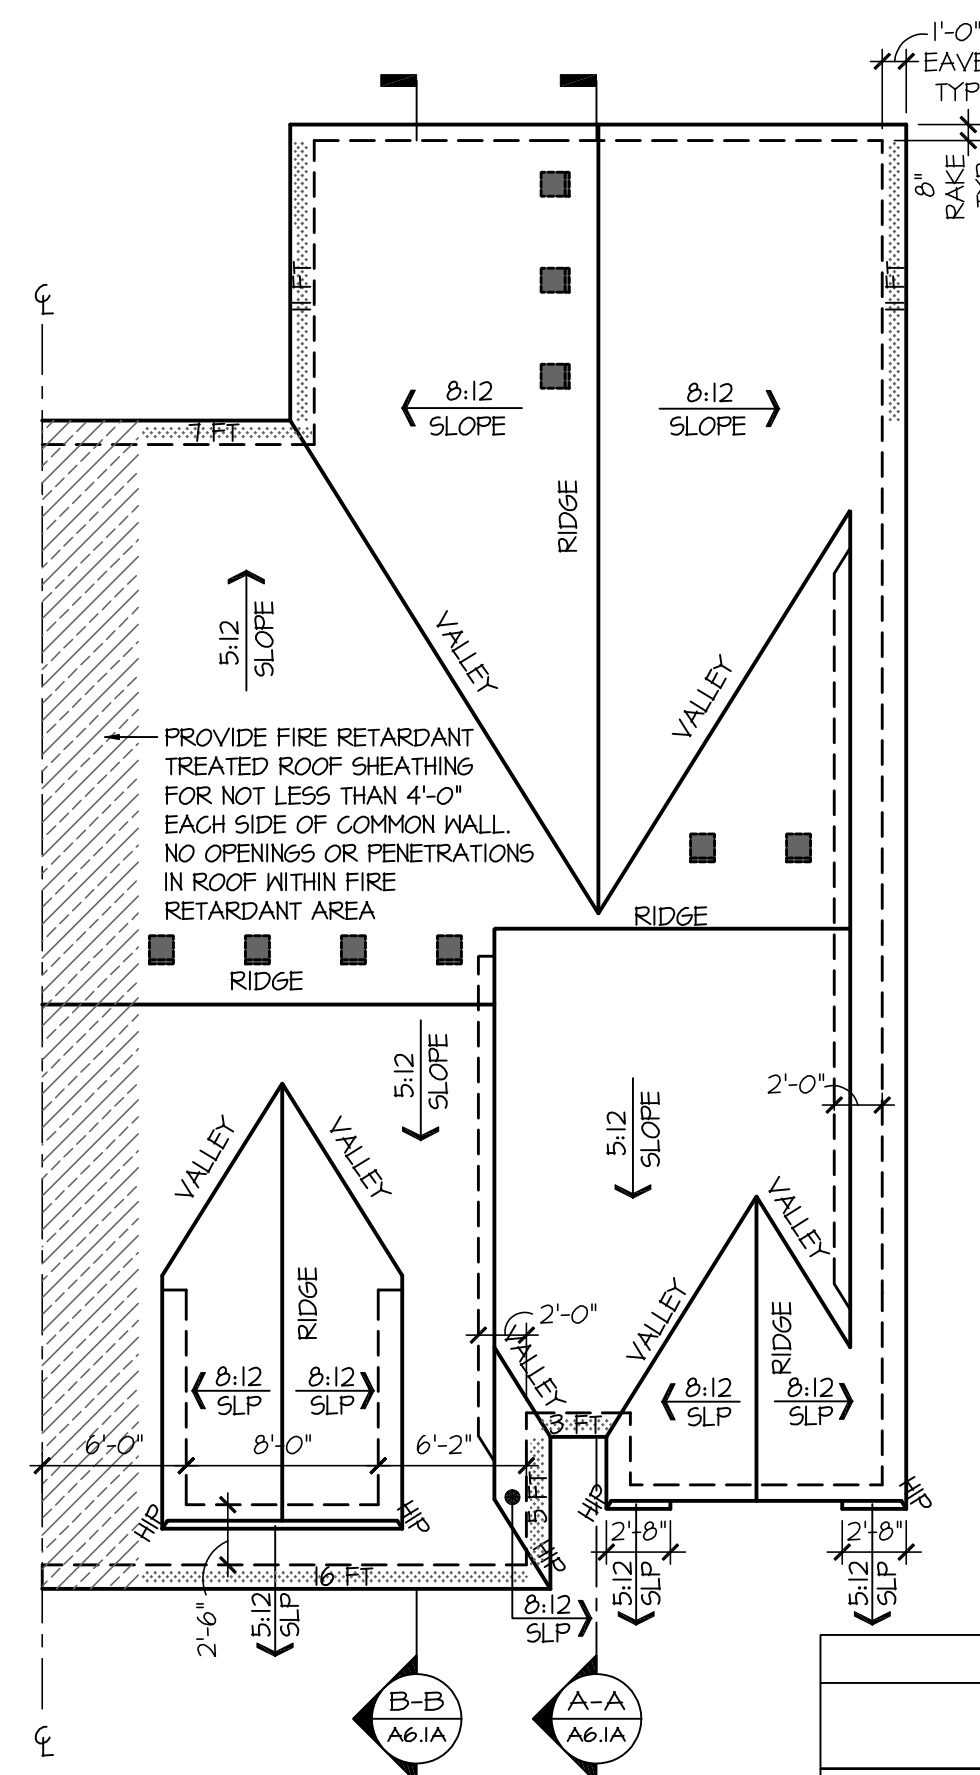 1'-0"
EAVE
TYP
8"
RAKE
℄
11 FT
11 FT
7 FT
8:12
SLOPE
8:12
SLOPE
RIDGE
5:12
SLOPE
VALLEY
VALLEY
PROVIDE FIRE RETARDANT
TREATED ROOF SHEATHING
FOR NOT LESS THAN 4'-0"
EACH SIDE OF COMMON WALL.
NO OPENINGS OR PENETRATIONS
IN ROOF WITHIN FIRE
RETARDANT AREA
RIDGE
RIDGE
5:12
SLOPE
5:12
SLOPE
2'-0"
VALLEY
VALLEY
VALLEY
RIDGE
2'-0"
VALLEY
VALLEY
RIDGE
8:12
SLP
8:12
SLP
8:12
SLP
8:12
SLP
3 FT
6'-0"
8'-0"
6'-2"
5 FT
HIP
HIP
HIP
HIP
HIP
2'-8"
2'-8"
16 FT
2'-6"
5:12
SLP
8:12
SLP
5:12
SLP
5:12
SLP
B-B
A6.1A
A-A
A6.1A
℄